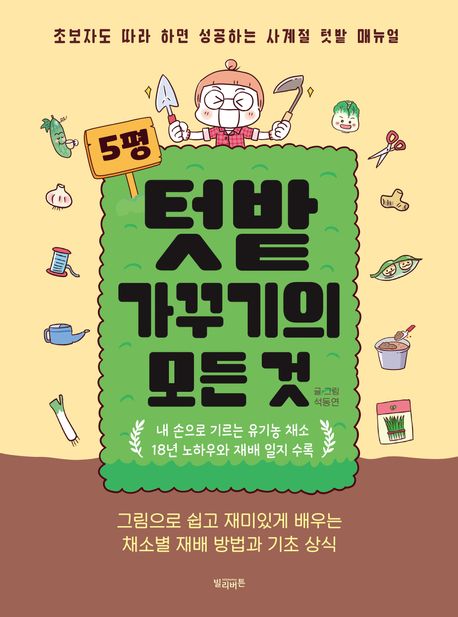 초보자도 따라 하면 성공하는 사계절 텃밭 매뉴얼
5평
텃밭
가꾸기의
모든 것
글·그림
석동연
내 손으로 기르는 유기농 채소
18년 노하우와 재배 일지 수록
그림으로 쉽고 재미있게 배우는
채소별 재배 방법과 기초 상식
빌리버튼